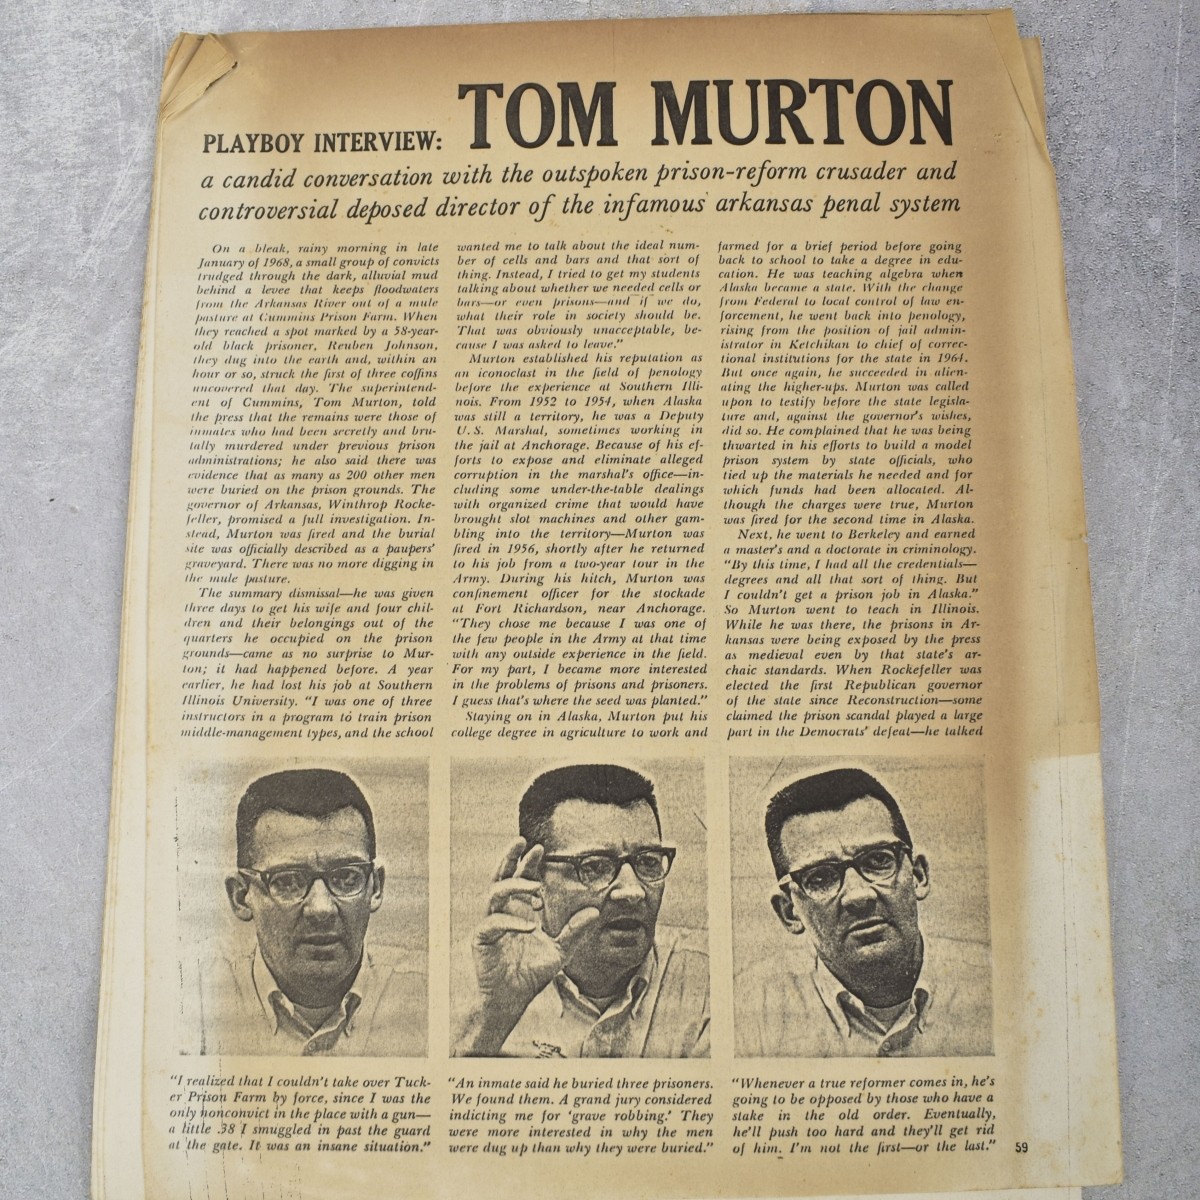 PLAYBOY INTERVIEW: TOM MURTON
a candid conversation with the outspoken prison-reform crusader and
controversial deposed director of the infamous arkansas penal system
On a bleak, rainy morning in late
January of 1968, a small group of convicts
trudged through the dark, alluvial mud
behind a levee that keeps floodwaters
from the Arkansas River out of a mule
pasture at Cummins Prison Farm. When
they reached a spot marked by a 58-year-
old black prisoner, Reuben Johnson,
they dug into the earth and, within an
hour or so, struck the first of three coffins
uncovered that day. The superintend-
ent of Cummins, Tom Murton, told
the press that the remains were those of
inmates who had been secretly and bru-
tally murdered under previous prison
administrations; he also said there was
evidence that as many as 200 other men
were buried on the prison grounds. The
governor of Arkansas, Winthrop Rocke-
feller, promised a full investigation. In-
stead, Murton was fired and the burial
site was officially described as a paupers'
graveyard. There was no more digging in
the mule pasture.
The summary dismissal—he was given
three days to get his wife and four chil-
dren and their belongings out of the
quarters he occupied on the prison
grounds—came as no surprise to Mur-
ton; it had happened before. A year
earlier, he had lost his job at Southern
Illinois University. "I was one of three
instructors in a program to train prison
middle-management types, and the school
wanted me to talk about the ideal num-
ber of cells and bars and that sort of
thing. Instead, I tried to get my students
talking about whether we needed cells or
bars—or even prisons—and if we do,
what their role in society should be.
That was obviously unacceptable, be-
cause I was asked to leave."
Murton established his reputation as
an iconoclast in the field of penology
before the experience at Southern Illi-
nois. From 1952 to 1954, when Alaska
was still a territory, he was a Deputy
U. S. Marshal, sometimes working in
the jail at Anchorage. Because of his ef-
forts to expose and eliminate alleged
corruption in the marshal's office—in-
cluding some under-the-table dealings
with organized crime that would have
brought slot machines and other gam-
bling into the territory—Murton was
fired in 1956, shortly after he returned
to his job from a two-year tour in the
Army. During his hitch, Murton was
confinement officer for the stockade
at Fort Richardson, near Anchorage.
"They chose me because I was one of
the few people in the Army at that time
with any outside experience in the field.
For my part, I became more interested
in the problems of prisons and prisoners.
I guess that's where the seed was planted."
Staying on in Alaska, Murton put his
college degree in agriculture to work and
farmed for a brief period before going
back to school to take a degree in edu-
cation. He was teaching algebra when
Alaska became a state. With the change
from Federal to local control of law en-
forcement, he went back into penology,
rising from the position of jail admin-
istrator in Ketchikan to chief of correc-
tional institutions for the state in 1964.
But once again, he succeeded in alien-
ating the higher-ups. Murton was called
upon to testify before the state legisla-
ture and, against the governor's wishes,
did so. He complained that he was being
thwarted in his efforts to build a model
prison system by state officials, who
tied up the materials he needed and for
which funds had been allocated. Al-
though the charges were true, Murton
was fired for the second time in Alaska.
Next, he went to Berkeley and earned
a master's and a doctorate in criminology.
"By this time, I had all the credentials—
degrees and all that sort of thing. But
I couldn't get a prison job in Alaska."
So Murton went to teach in Illinois.
While he was there, the prisons in Ar-
kansas were being exposed by the press
as medieval even by that state's ar-
chaic standards. When Rockefeller was
elected the first Republican governor
of the state since Reconstruction—some
claimed the prison scandal played a large
part in the Democrats' defeat—he talked
"I realized that I couldn't take over Tuck-
er Prison Farm by force, since I was the
only nonconvict in the place with a gun—
a little .38 I smuggled in past the guard
at the gate. It was an insane situation."
"An inmate said he buried three prisoners.
We found them. A grand jury considered
indicting me for 'grave robbing.' They
were more interested in why the men
were dug up than why they were buried."
"Whenever a true reformer comes in, he's
going to be opposed by those who have a
stake in the old order. Eventually,
he'll push too hard and they'll get rid
of him. I'm not the first—or the last."
59